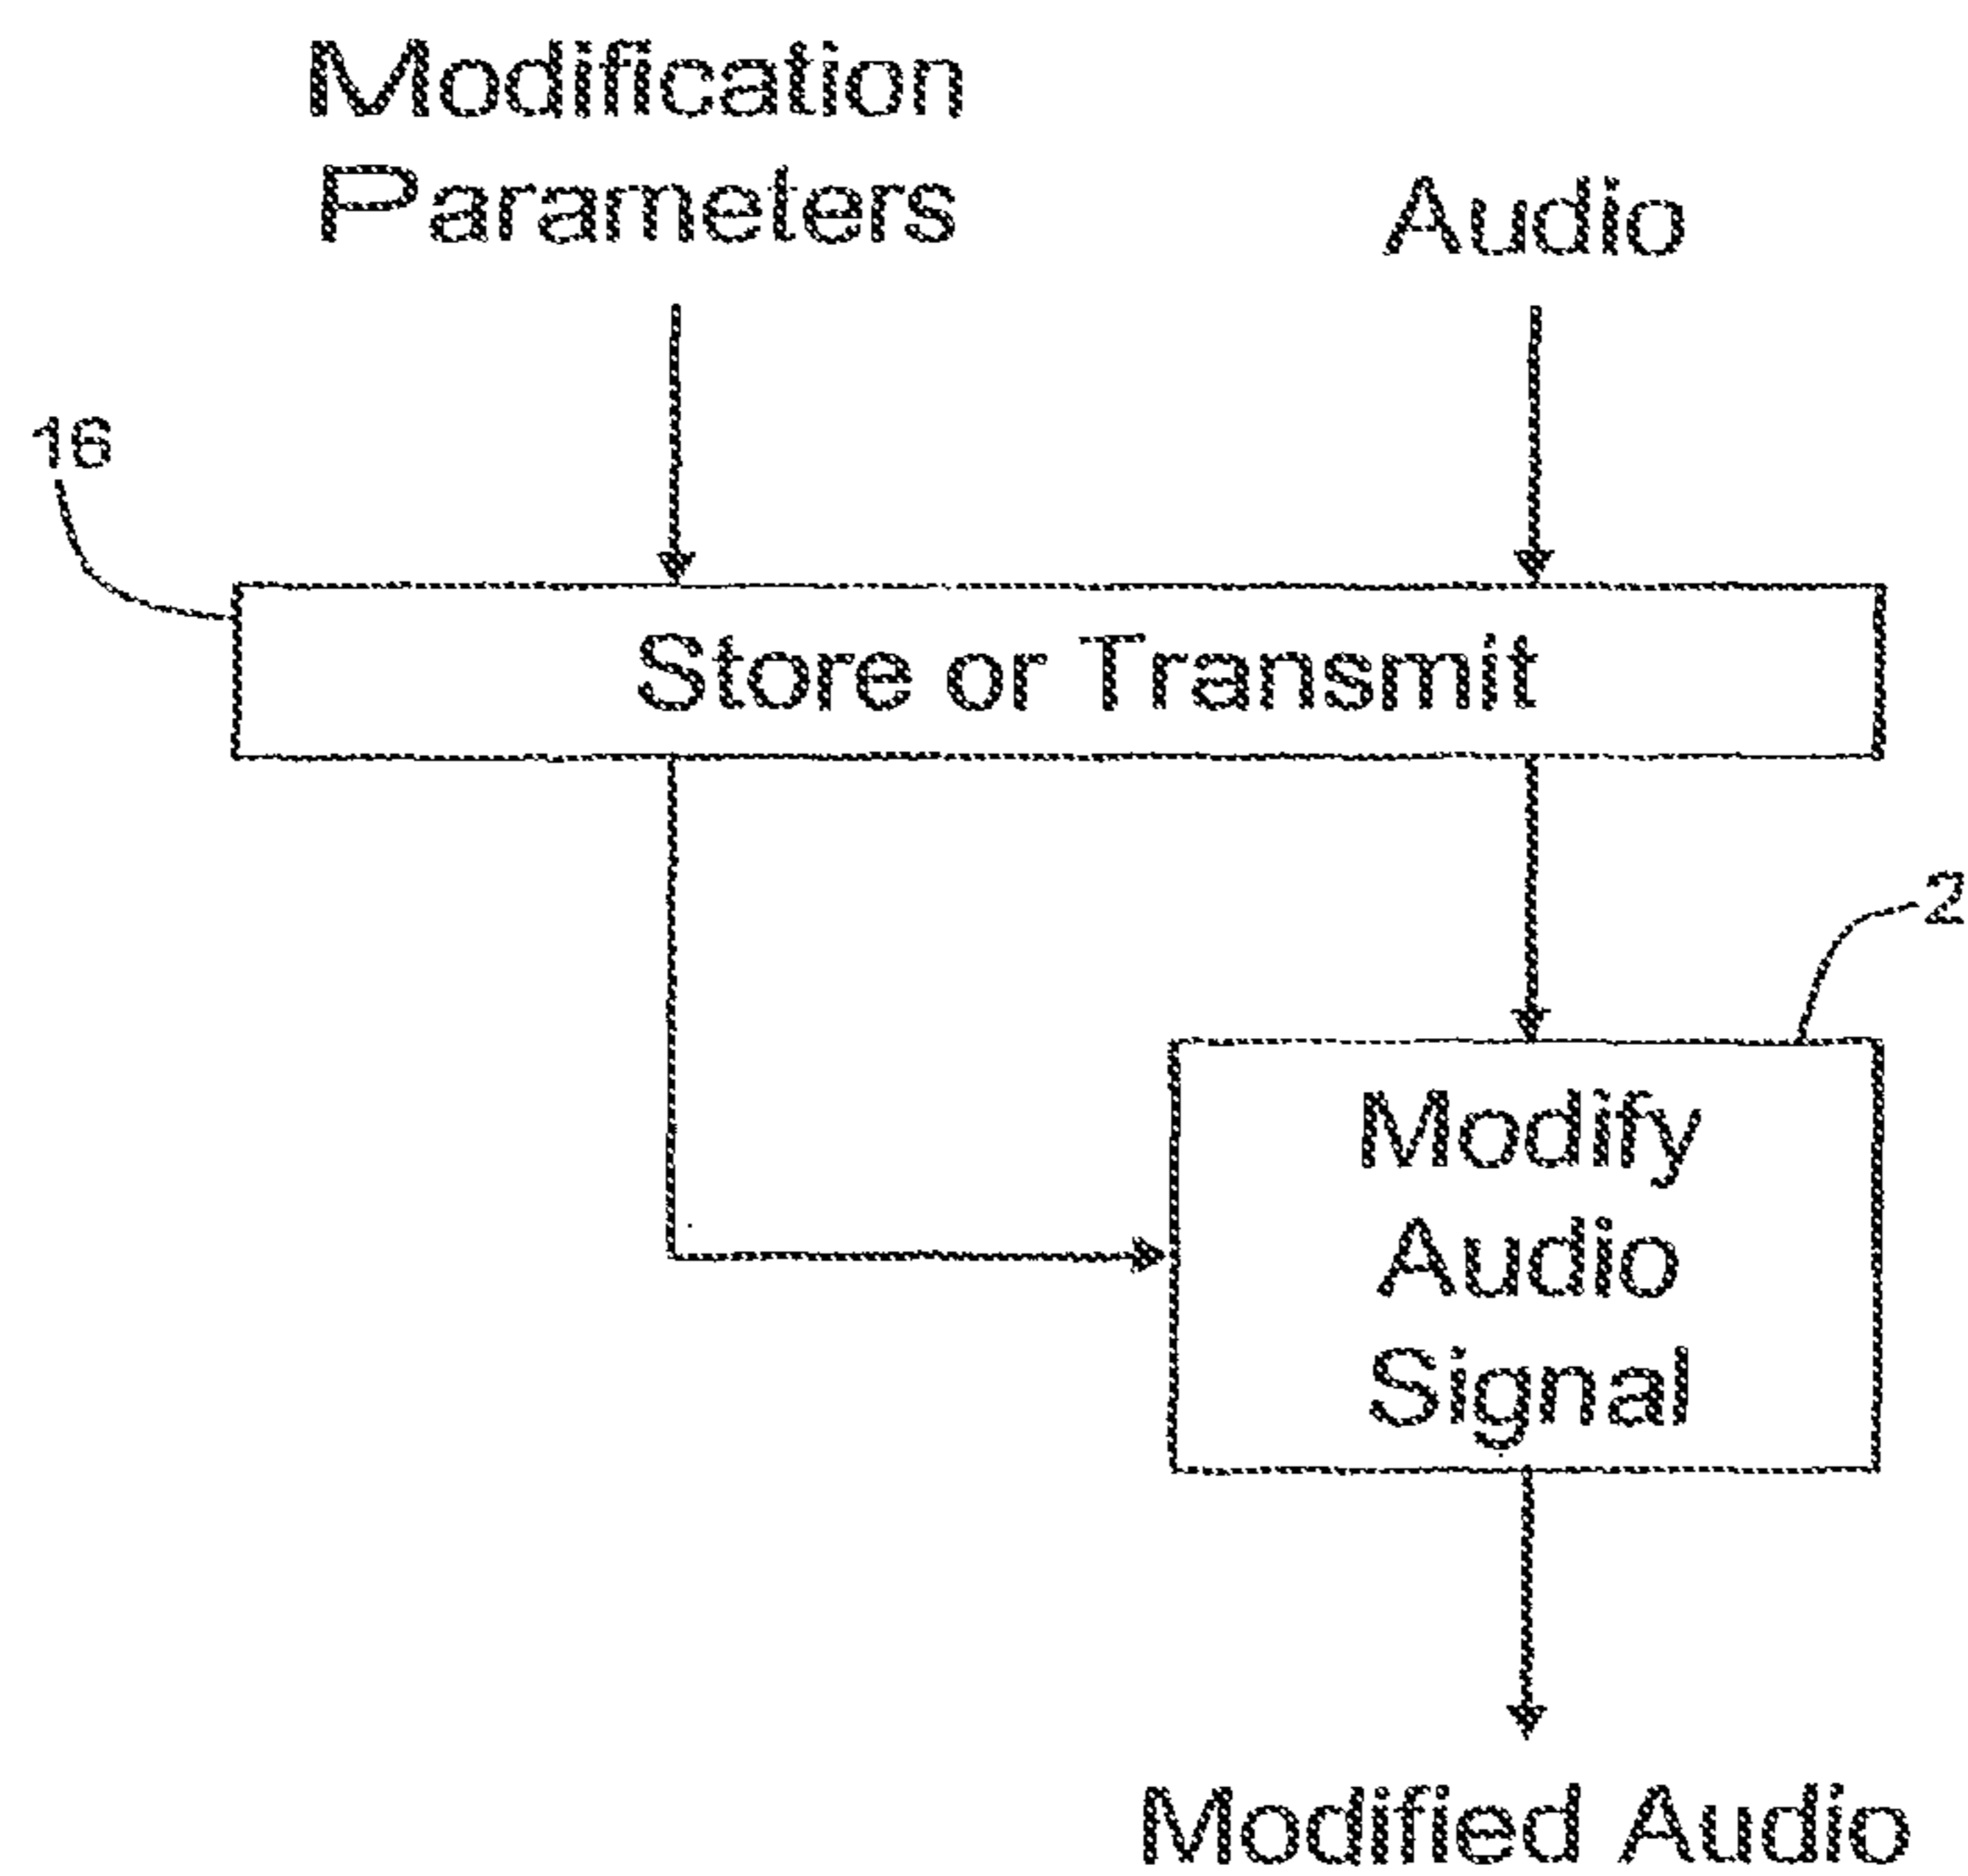 Modification
Parameters
Audio
16
Store or Transmit
2
Modify
Audio
Signal
Modified Audio